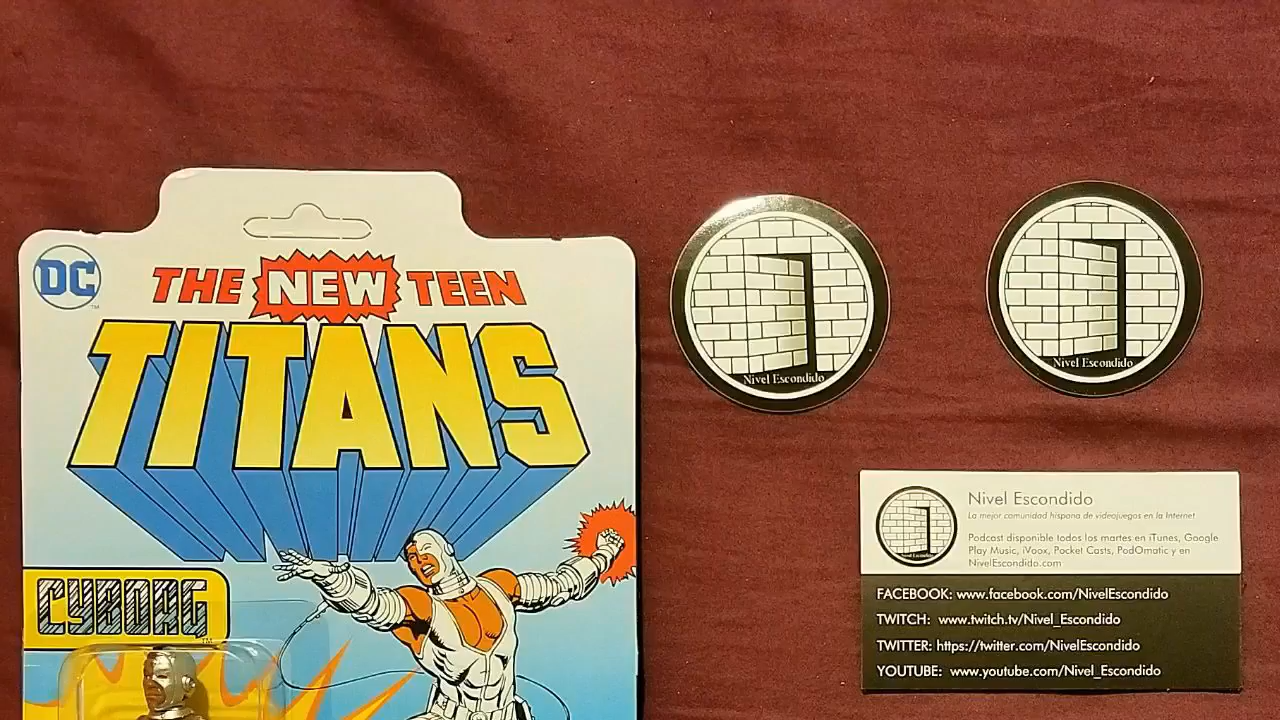 DC
THE NEW TEEN
TITANS
CYBORG
Nivel Escondido
Nivel Escondido
Nivel Escondido
La mejor comunidad hispana de videojuegos en la Internet
Podcast disponible todos los martes en iTunes, Google
Play Music, iVoox, Pocket Casts, PodOmatic y en
NivelEscondido.com
Nivel Escondido
FACEBOOK: www.facebook.com/NivelEscondido
TWITCH: www.twitch.tv/Nivel_Escondido
TWITTER: https://twitter.com/NivelEscondido
YOUTUBE: www.youtube.com/Nivel_Escondido